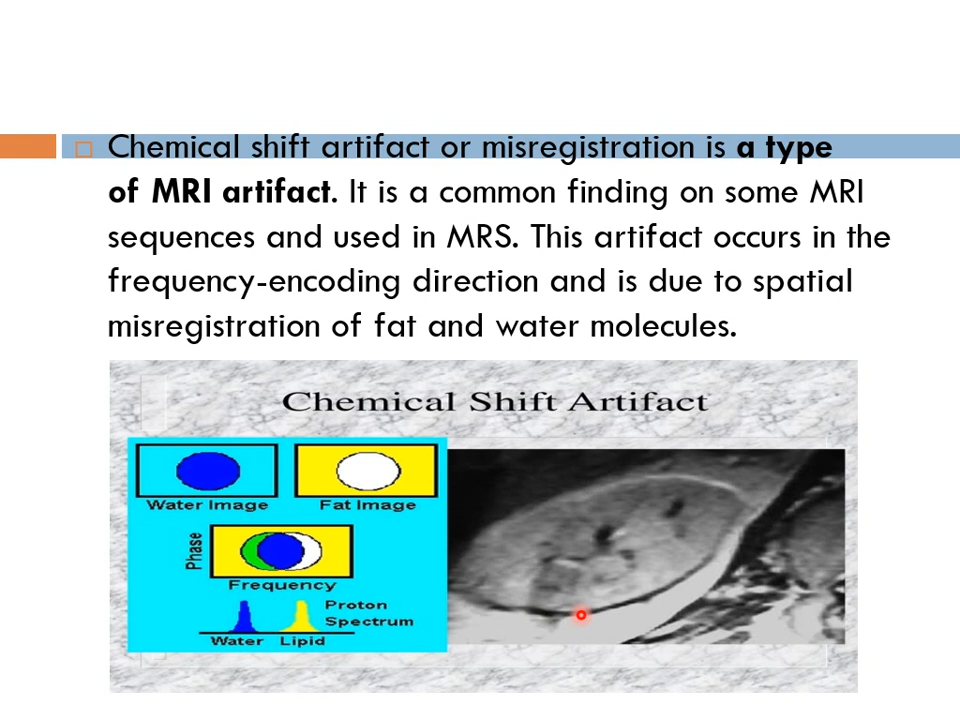 Chemical shift artifact or misregistration is a type
of MRI artifact. It is a common finding on some MRI
sequences and used in MRS. This artifact occurs in the
frequency-encoding direction and is due to spatial
misregistration of fat and water molecules.
Chemical Shift Artifact
Water Image
Fat Image
Phase
Frequency
Proton
Spectrum
Water Lipid